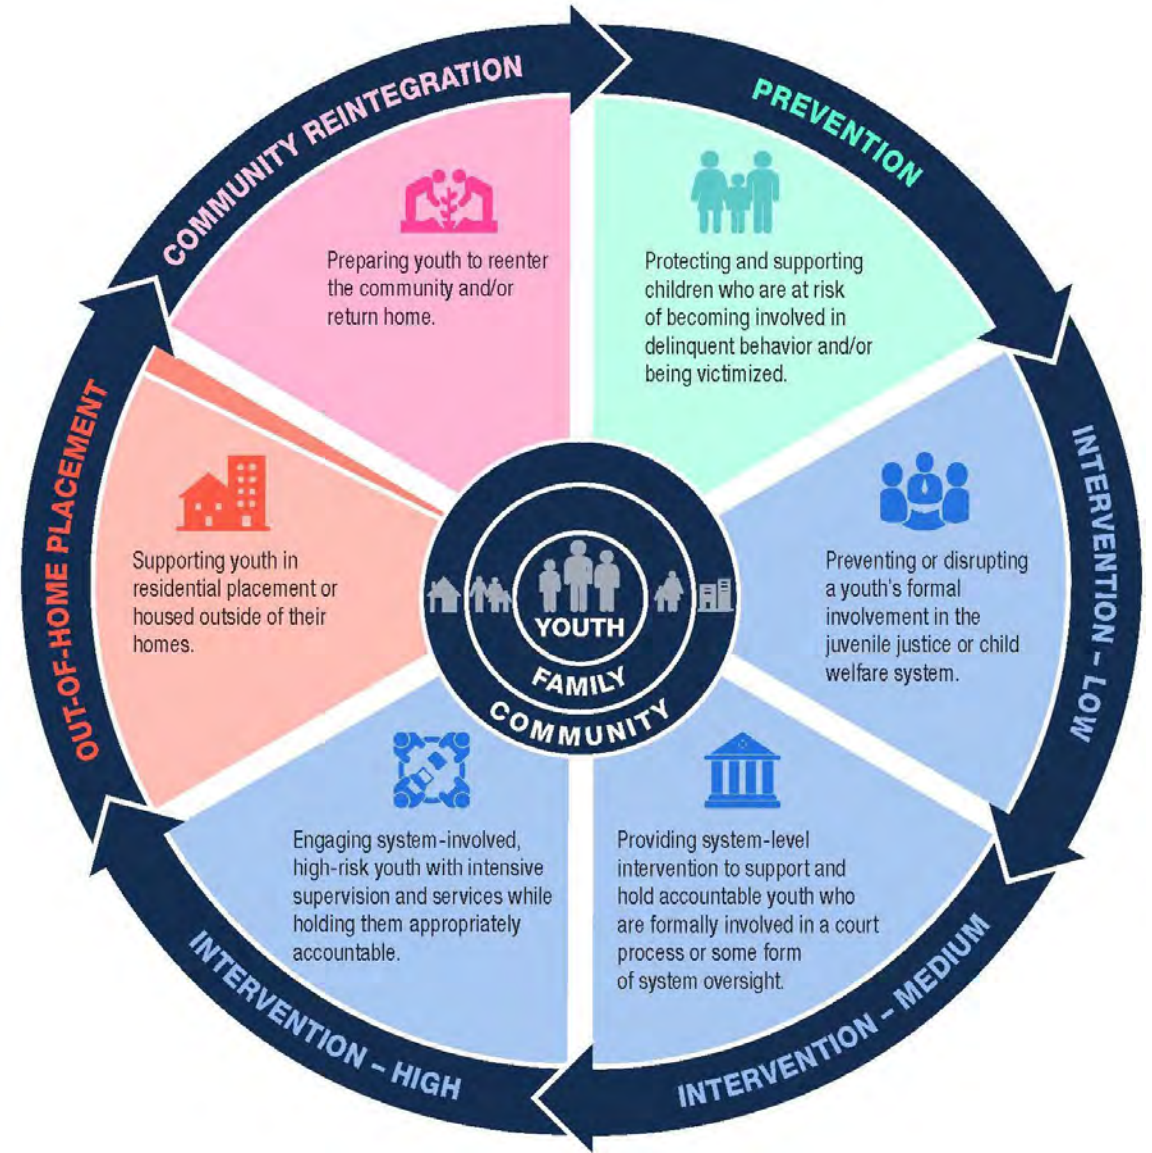 COMMUNITY REINTEGRATION
PREVENTION
Preparing youth to reenter
the community and/or
return home.
Protecting and supporting
children who are at risk
of becoming involved in
delinquent behavior and/or
being victimized.
OUT-OF-HOME PLACEMENT
Supporting youth in
residential placement or
housed outside of their
homes.
YOUTH
FAMILY
COMMUNITY
Preventing or disrupting
a youth's formal
involvement in the
juvenile justice or child
welfare system.
INTERVENTION – LOW
Engaging system-involved,
high-risk youth with intensive
supervision and services while
holding them appropriately
accountable.
Providing system-level
intervention to support and
hold accountable youth who
are formally involved in a court
process or some form
of system oversight.
INTERVENTION – HIGH
INTERVENTION – MEDIUM